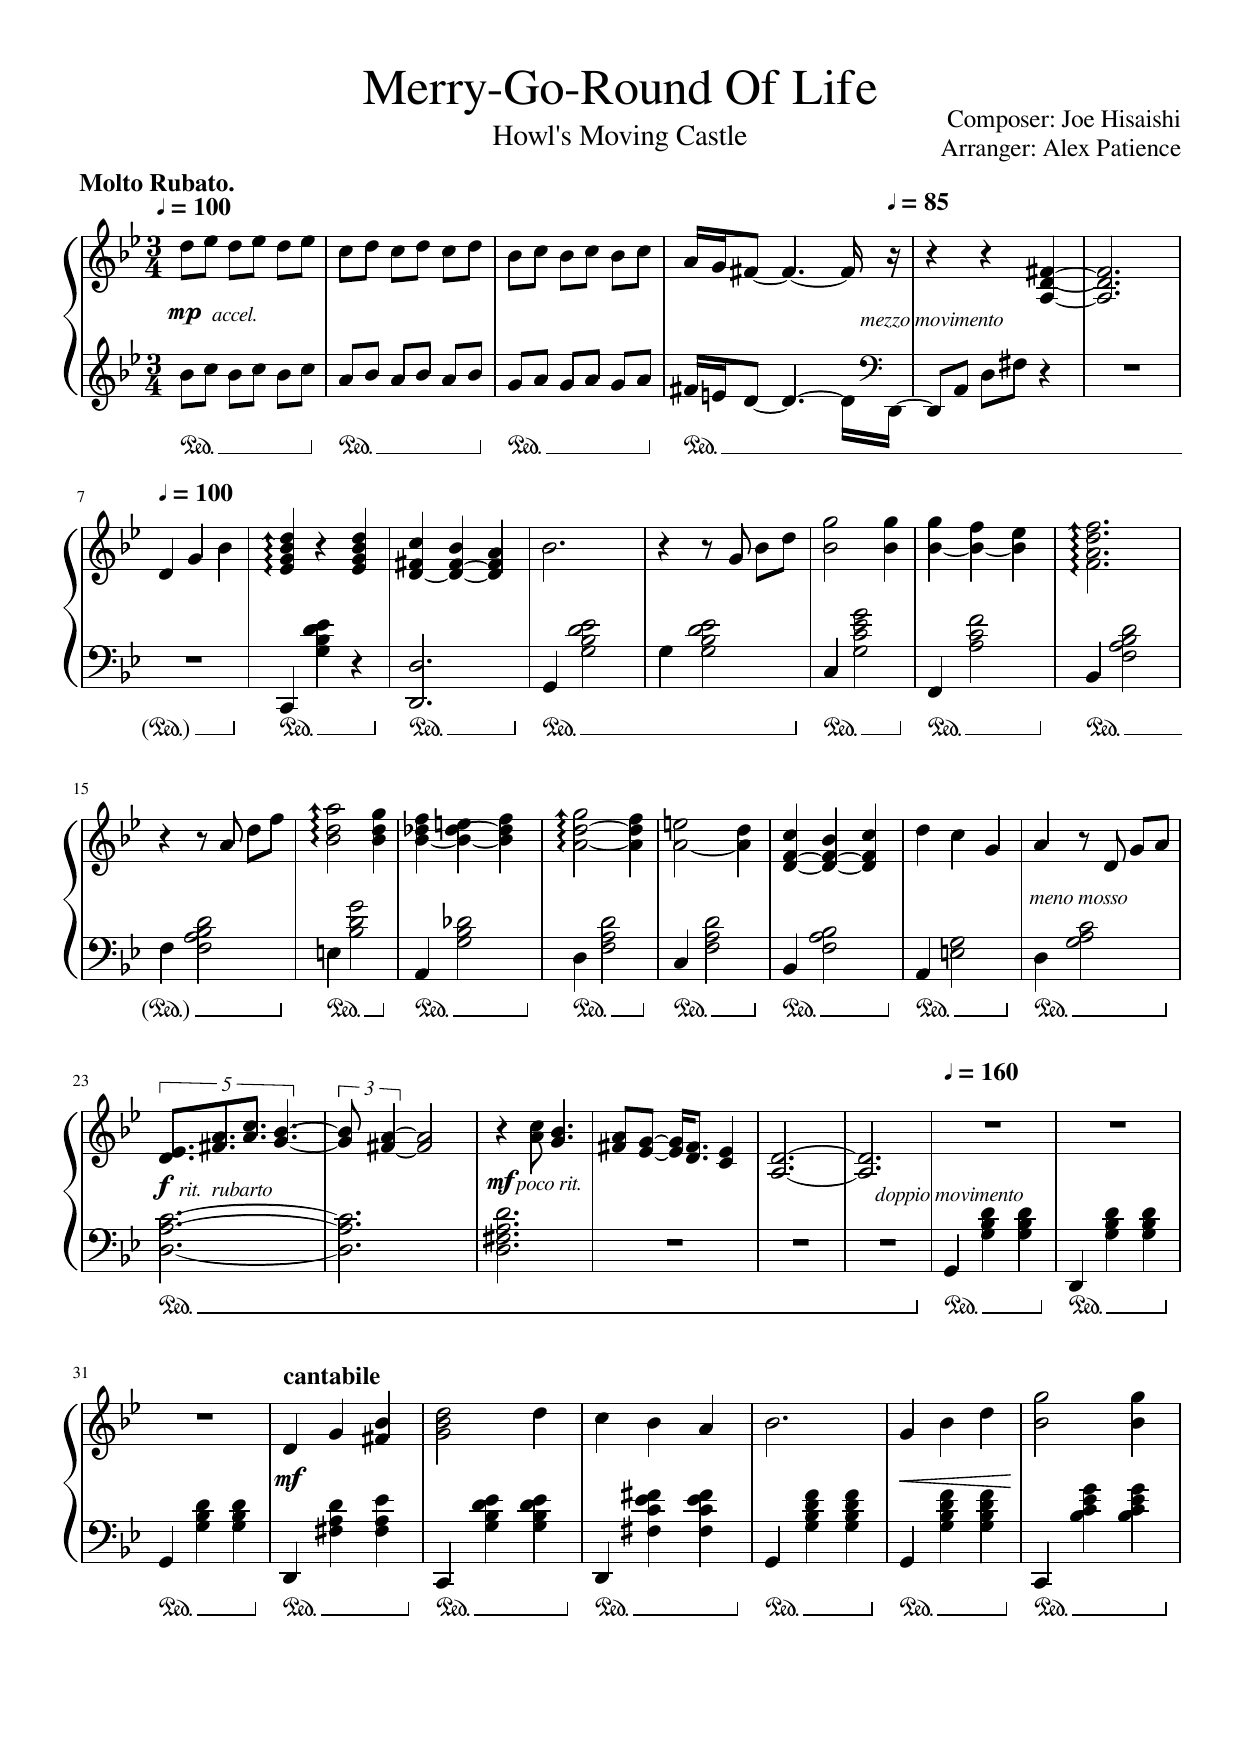 Merry-Go-Round Of Life
Howl's Moving Castle
Composer: Joe Hisaishi
Arranger: Alex Patience
Molto Rubato.
♩ = 100
♩ = 85
3
4
mp accel.
mezzo movimento
3
4
Ped. Ped. Ped. Ped.
7
♩ = 100
(Ped.) Ped. Ped. Ped. Ped. Ped. Ped.
15
meno mosso
(Ped.) Ped. Ped. Ped. Ped. Ped. Ped. Ped.
23
5
3
♩ = 160
f rit. rubarto
mf poco rit.
doppio movimento
Ped. Ped. Ped.
31
cantabile
mf
Ped. Ped. Ped. Ped. Ped. Ped. Ped.